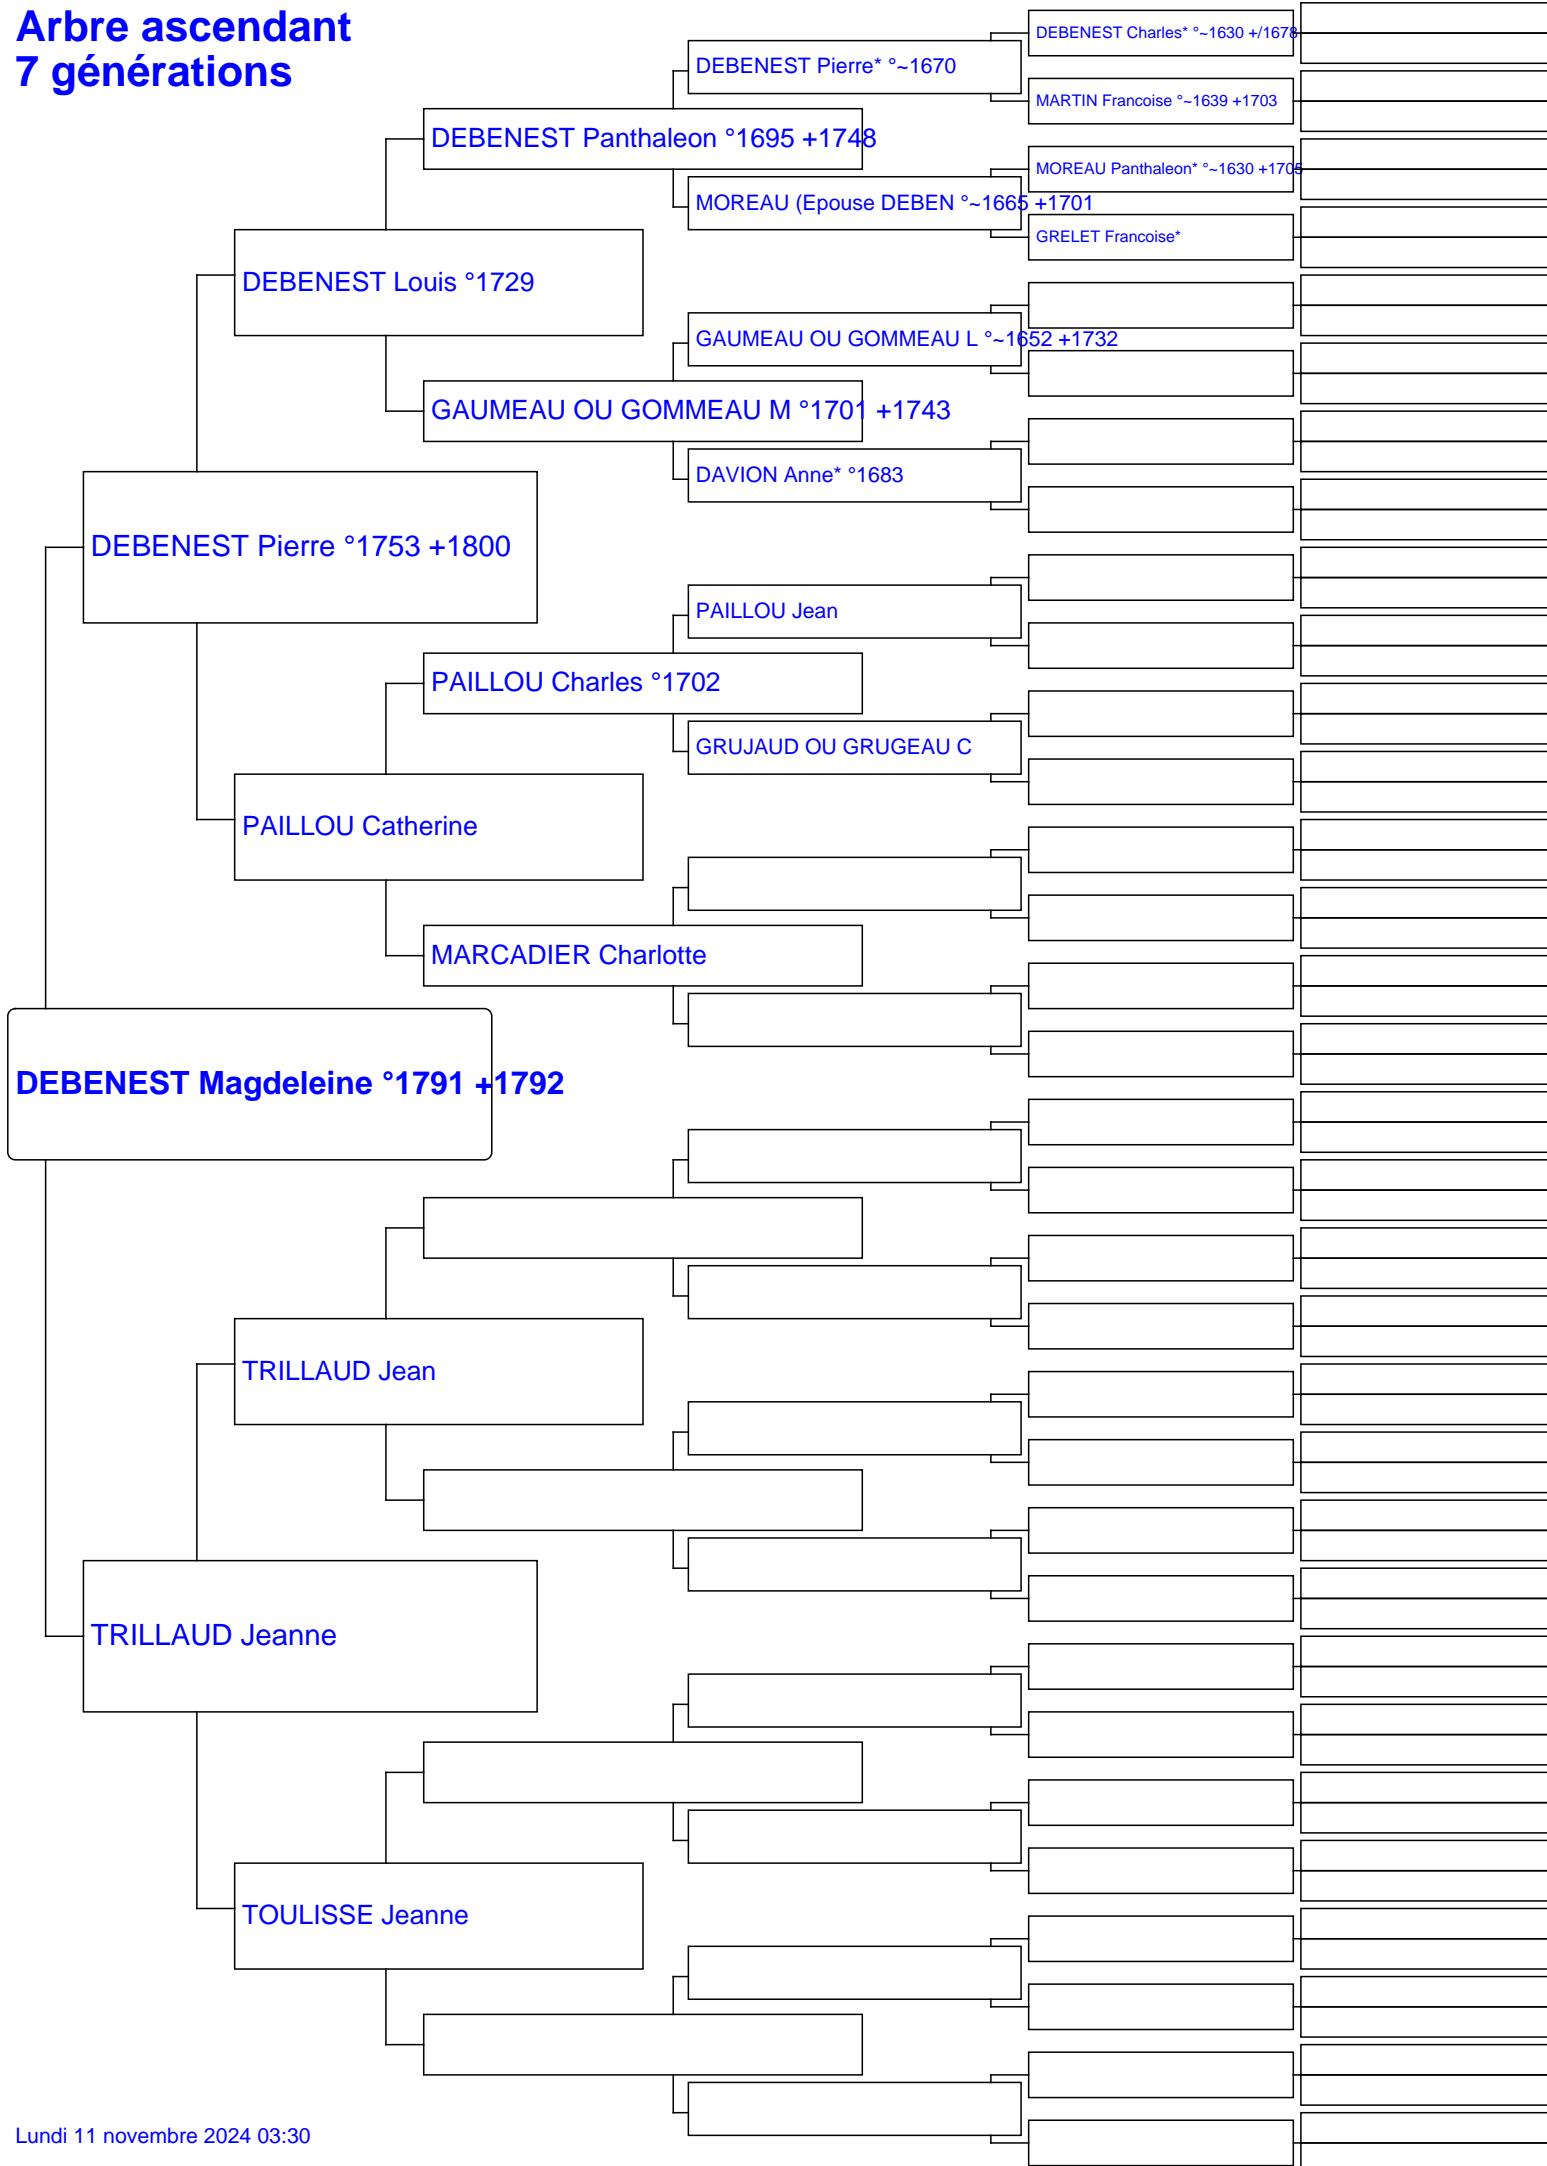 Arbre ascendant
7 générations
DEBENEST Charles* °~1630 +/1678
DEBENEST Pierre* °~1670
MARTIN Francoise °~1639 +1703
DEBENEST Panthaleon °1695 +1748
MOREAU Panthaleon* °~1630 +1705
MOREAU (Epouse DEBEN °~1665 +1701
GRELET Francoise*
DEBENEST Louis °1729
GAUMEAU OU GOMMEAU L °~1652 +1732
GAUMEAU OU GOMMEAU M °1701 +1743
DAVION Anne* °1683
DEBENEST Pierre °1753 +1800
PAILLOU Jean
PAILLOU Charles °1702
GRUJAUD OU GRUGEAU C
PAILLOU Catherine
MARCADIER Charlotte
DEBENEST Magdeleine °1791 +1792
TRILLAUD Jean
TRILLAUD Jeanne
TOULISSE Jeanne
Lundi 11 novembre 2024 03:30